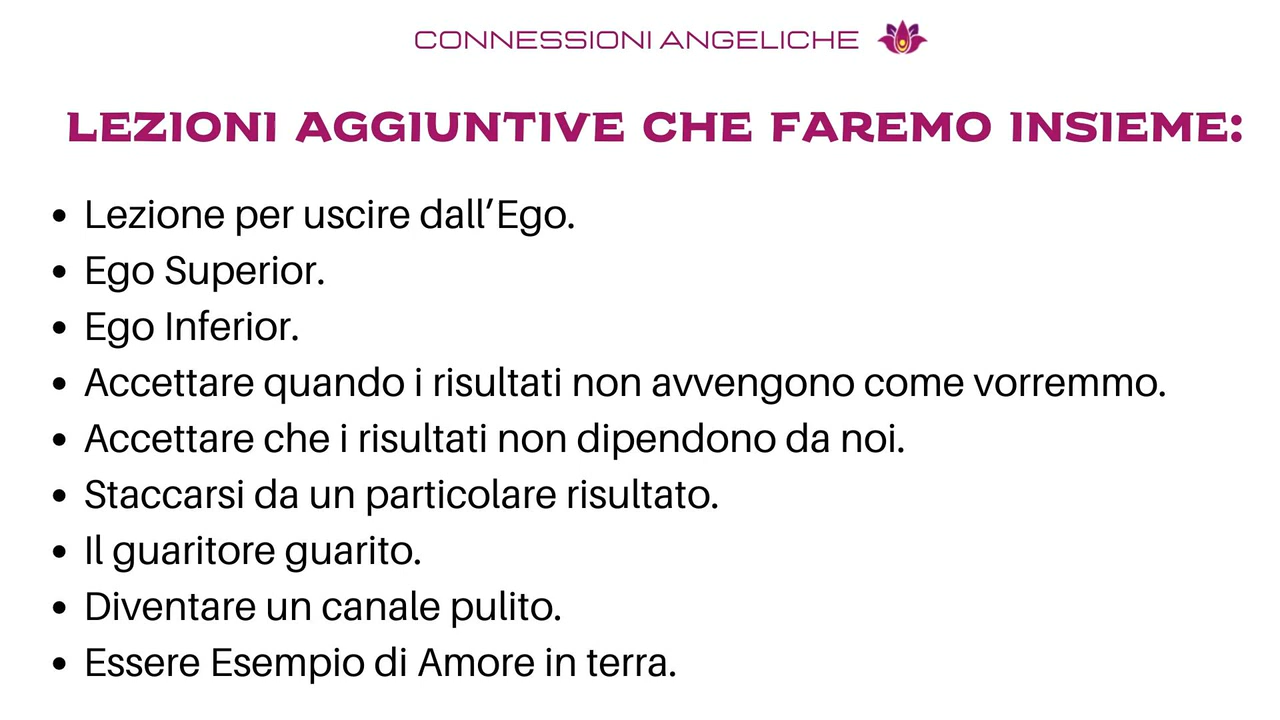 CONNESSIONI ANGELICHE
LEZIONI AGGIUNTIVE CHE FAREMO INSIEME:
• Lezione per uscire dall’Ego.
• Ego Superior.
• Ego Inferior.
• Accettare quando i risultati non avvengono come vorremmo.
• Accettare che i risultati non dipendono da noi.
• Staccarsi da un particolare risultato.
• Il guaritore guarito.
• Diventare un canale pulito.
• Essere Esempio di Amore in terra.